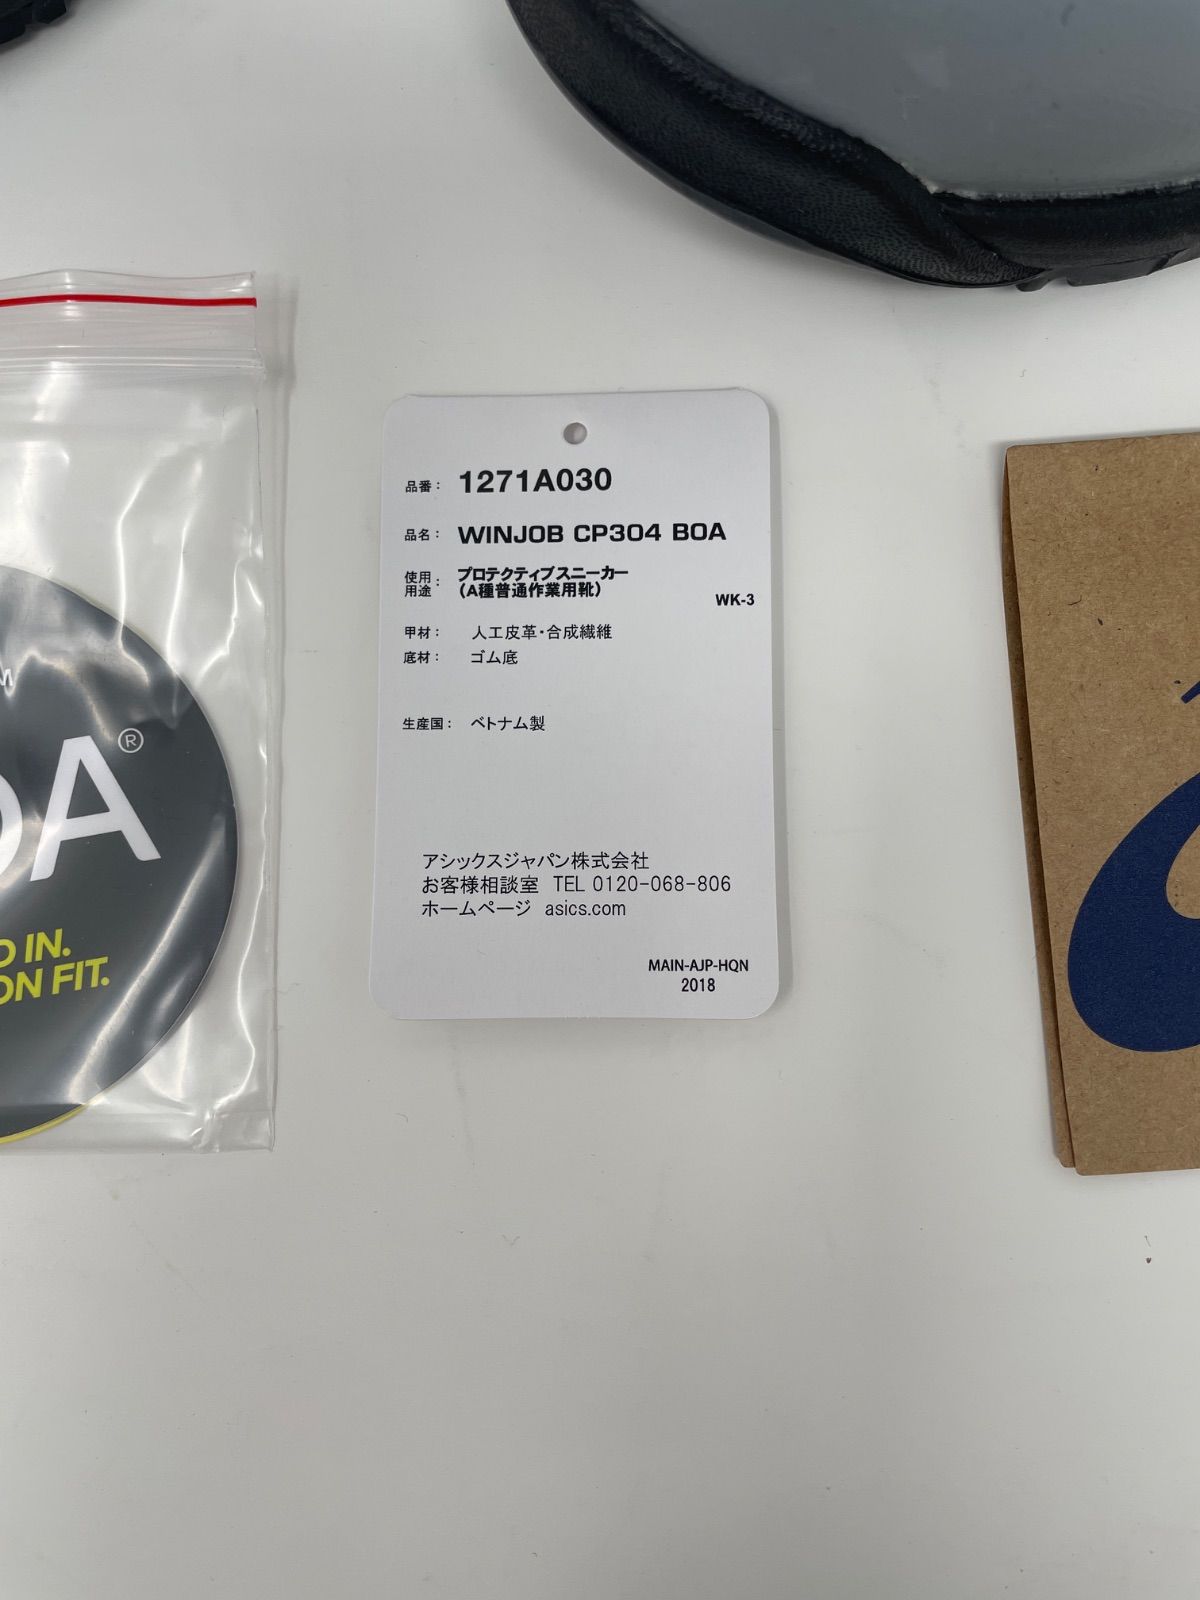 品番： 1271A030
品名： WINJOB CP304 BOA
使用用途： プロテクティブスニーカー
(A種普通作業用靴)
WK-3
甲材： 人工皮革・合成繊維
底材： ゴム底
生産国： ベトナム製
アシックスジャパン株式会社
お客様相談室 TEL 0120-068-806
ホームページ asics.com
MAIN-AJP-HQN
2018
OA®
IN.
ON FIT.